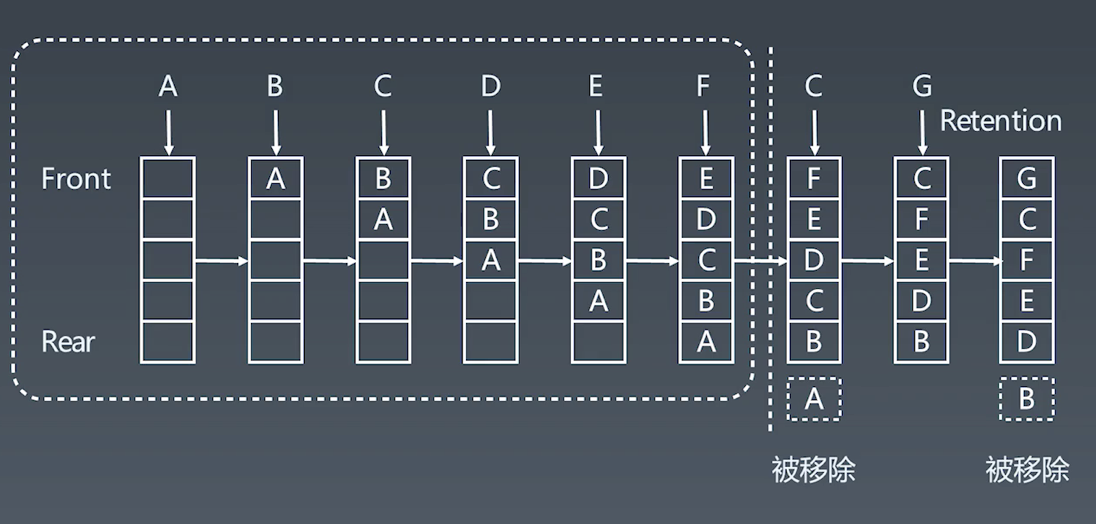 A B C D E F C G
Retention
Front A B C D E F C G
A B C D E F C
A B C D E F
A B C D E
Rear A B B D
A B
被移除 被移除